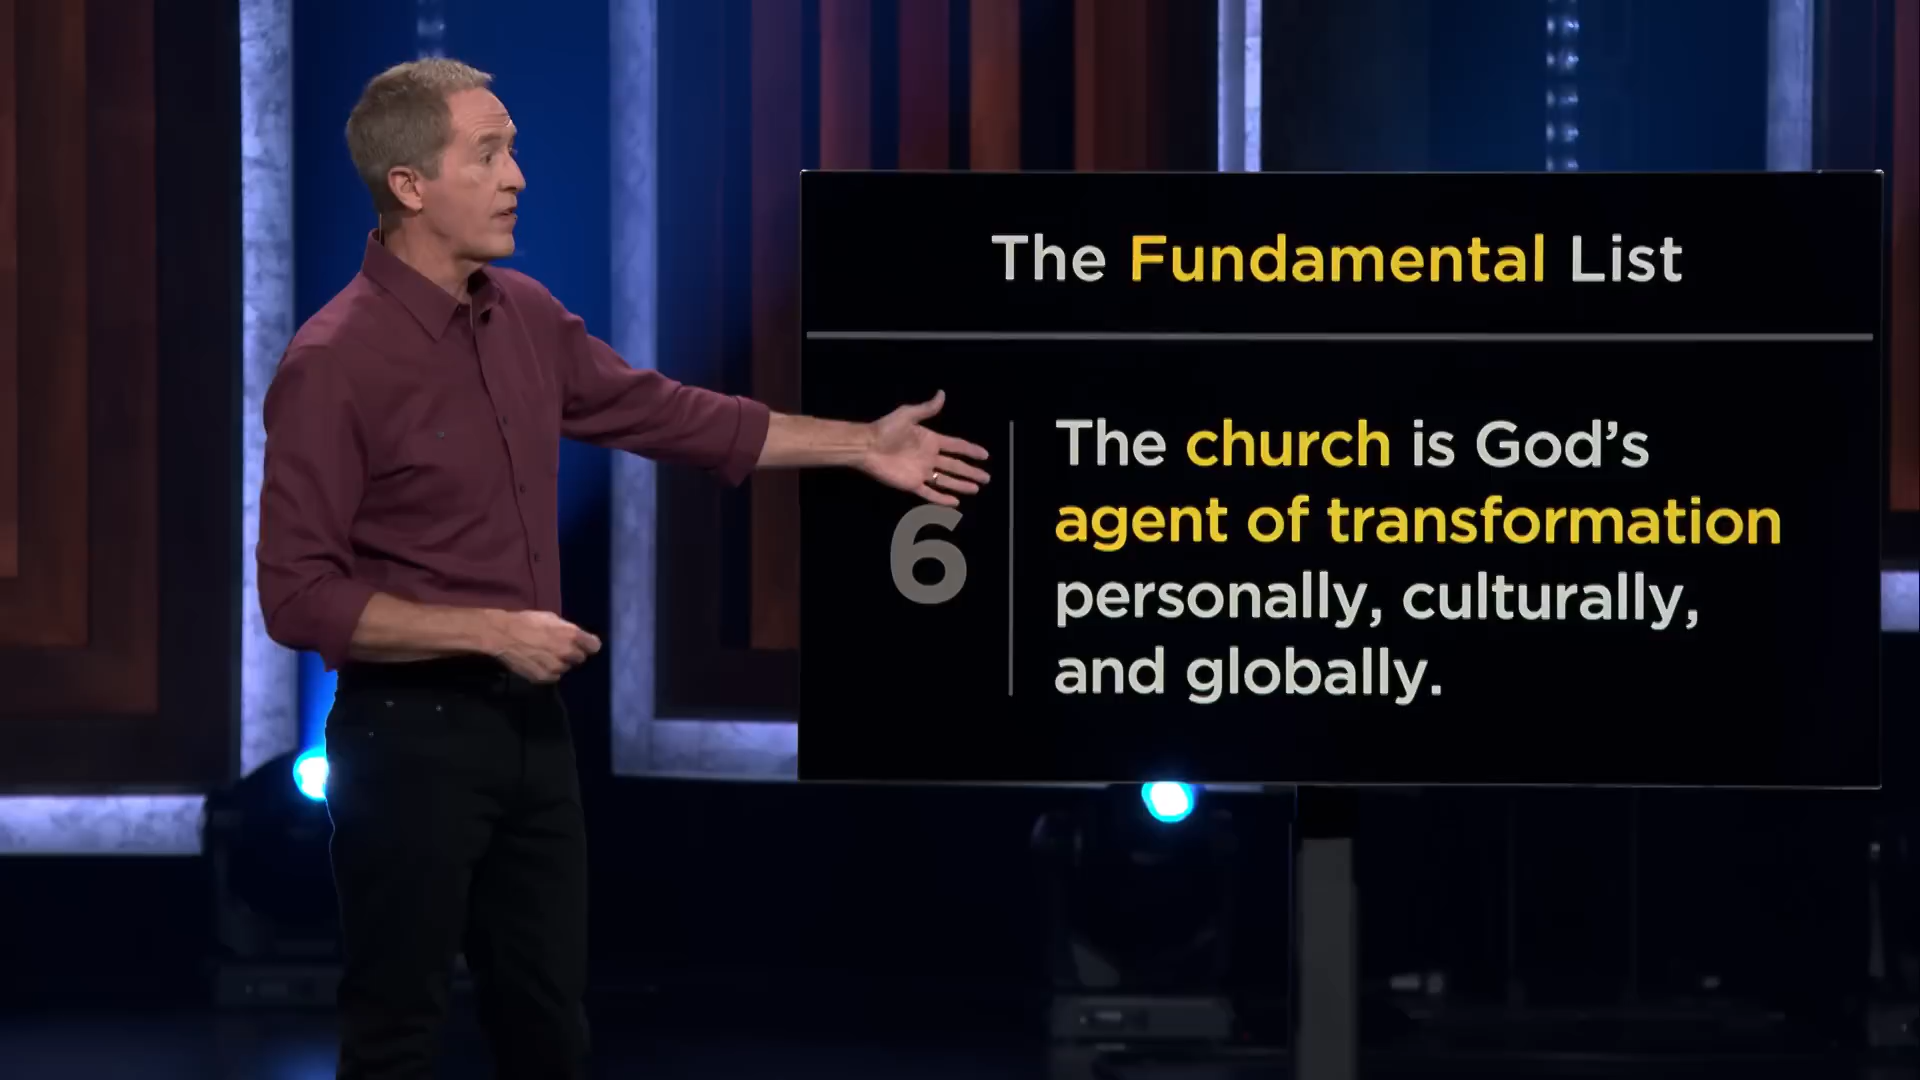 The Fundamental List
6
The church is God’s
agent of transformation
personally, culturally,
and globally.